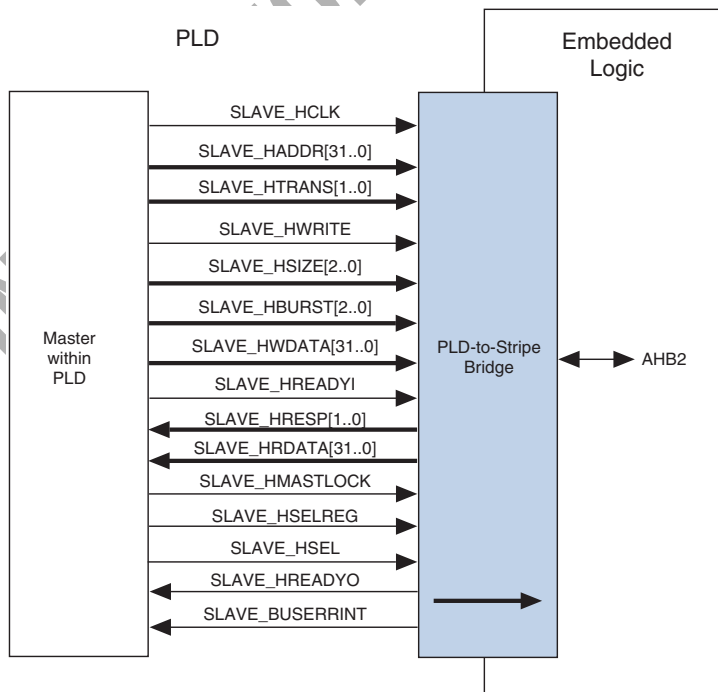 PLD
Embedded
Logic
SLAVE_HCLK
SLAVE_HADDR[31..0]
SLAVE_HTRANS[1..0]
SLAVE_HWRITE
SLAVE_HSIZE[2..0]
SLAVE_HBURST[2..0]
SLAVE_HWDATA[31..0]
SLAVE_HREADYI
SLAVE_HRESP[1..0]
SLAVE_HRDATA[31..0]
SLAVE_HMASTLOCK
SLAVE_HSELREG
SLAVE_HSEL
SLAVE_HREADYO
SLAVE_BUSERRINT
Master
within
PLD
PLD-to-Stripe
Bridge
AHB2